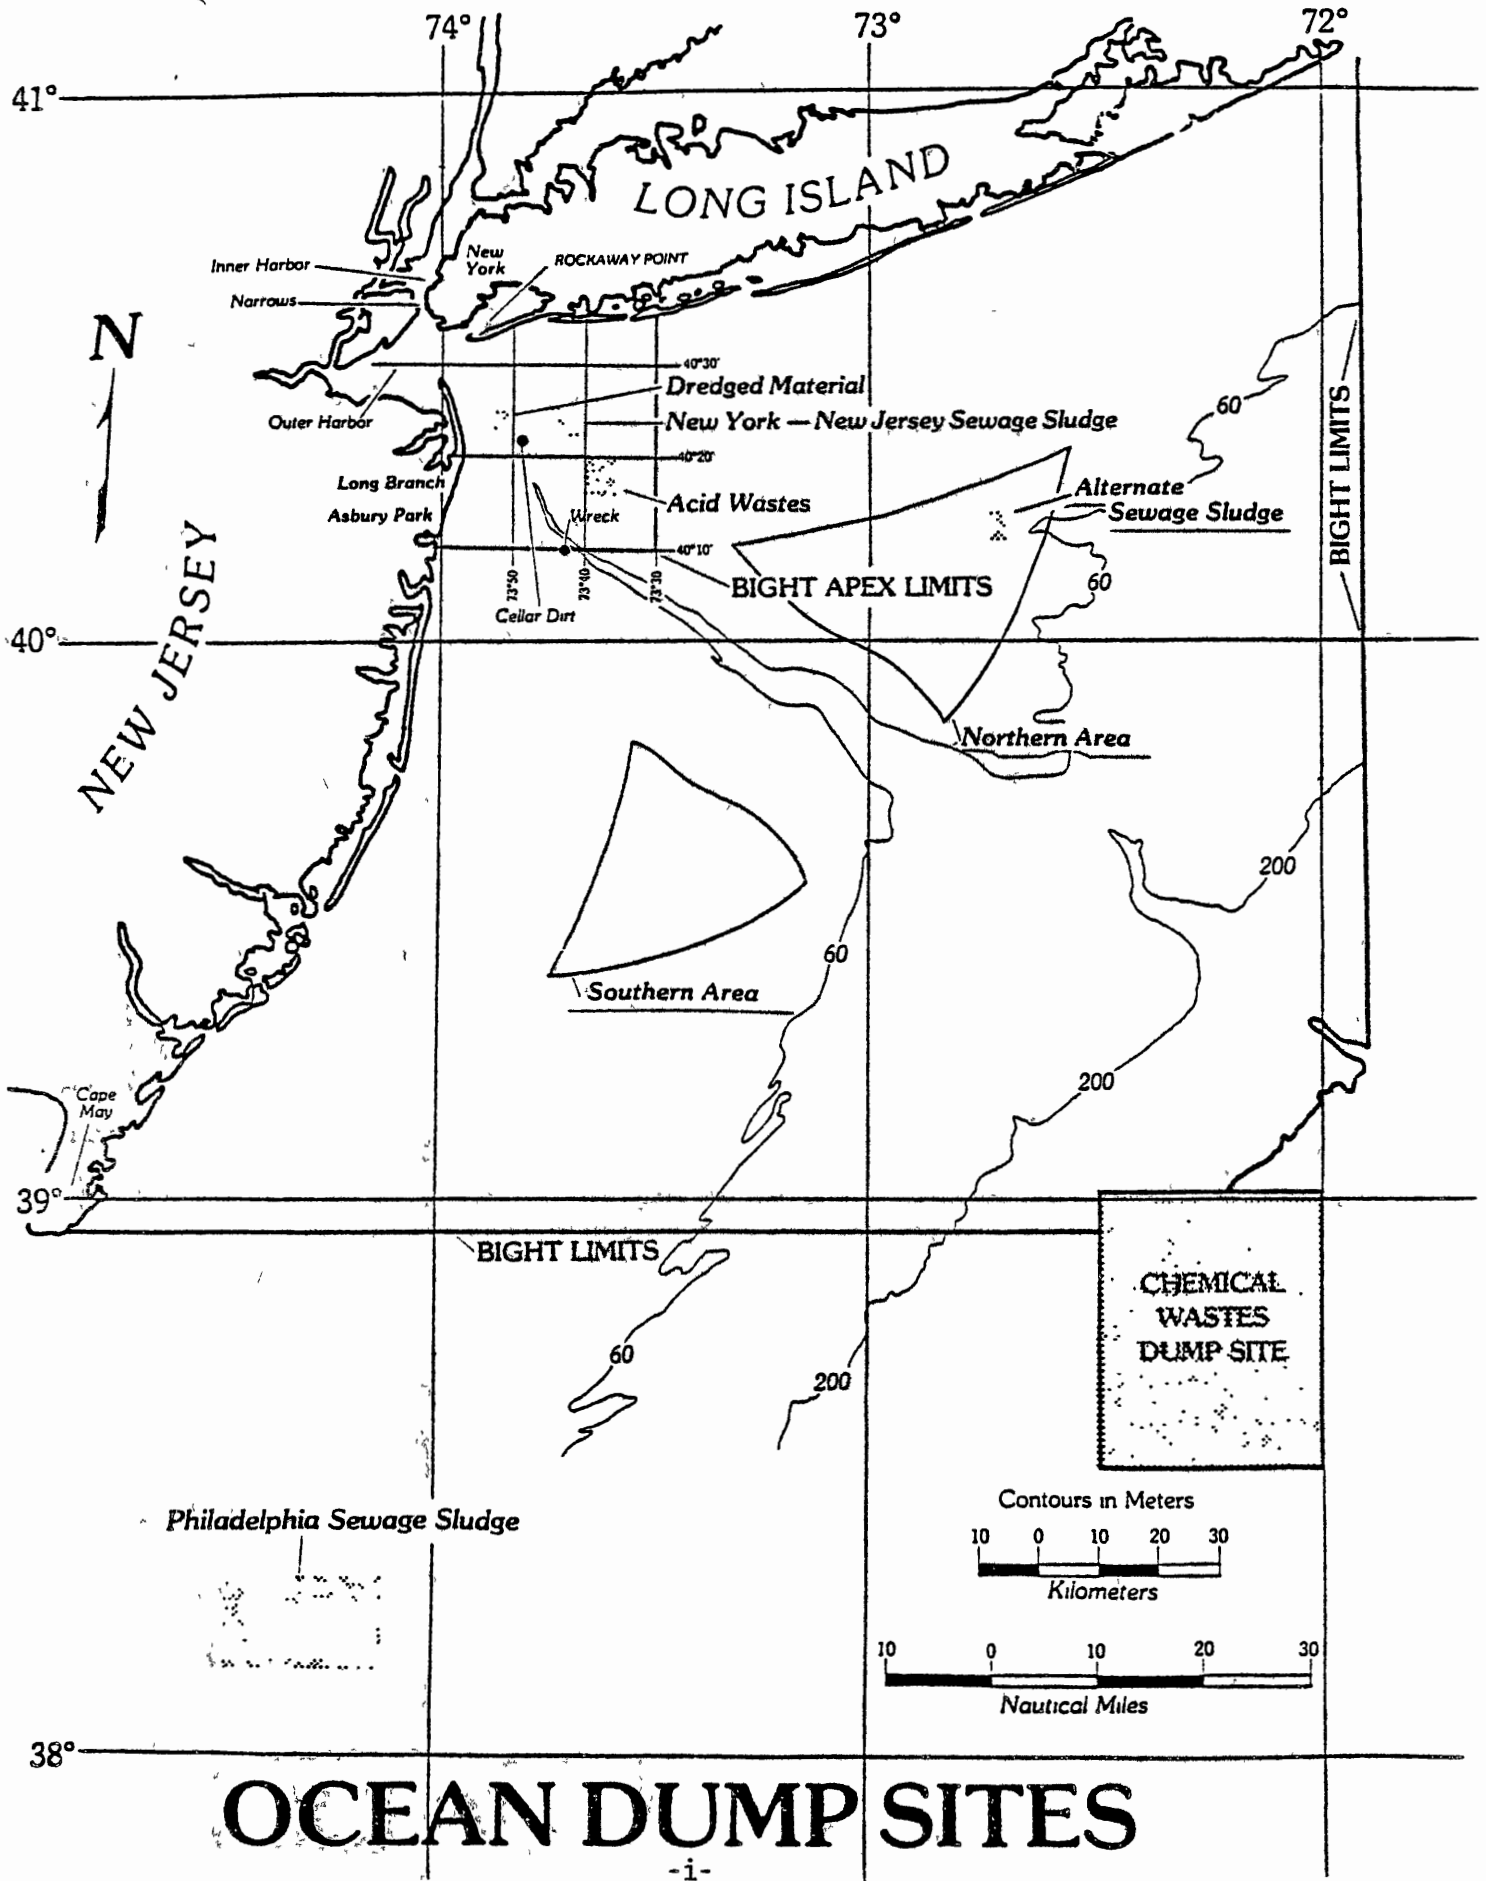 74°
73°
72°
41°
LONG ISLAND
New
York
ROCKAWAY POINT
Inner Harbor
Narrows
N
40°30'
Dredged Material
New York — New Jersey Sewage Sludge
Outer Harbor
40°20'
Long Branch
Acid Wastes
Asbury Park
Wreck
40°10'
73°50'
73°40'
73°30'
BIGHT APEX LIMITS
Cellar Dirt
60
Alternate
Sewage Sludge
60
BIGHT LIMITS
NEW JERSEY
40°
Northern Area
200
60
Southern Area
200
Cape
May
39°
BIGHT LIMITS
CHEMICAL
WASTES
DUMP SITE
60
200
Contours in Meters
10 0 10 20 30
Kilometers
Philadelphia Sewage Sludge
10 0 10 20 30
Nautical Miles
38°
OCEAN DUMP SITES
-i-